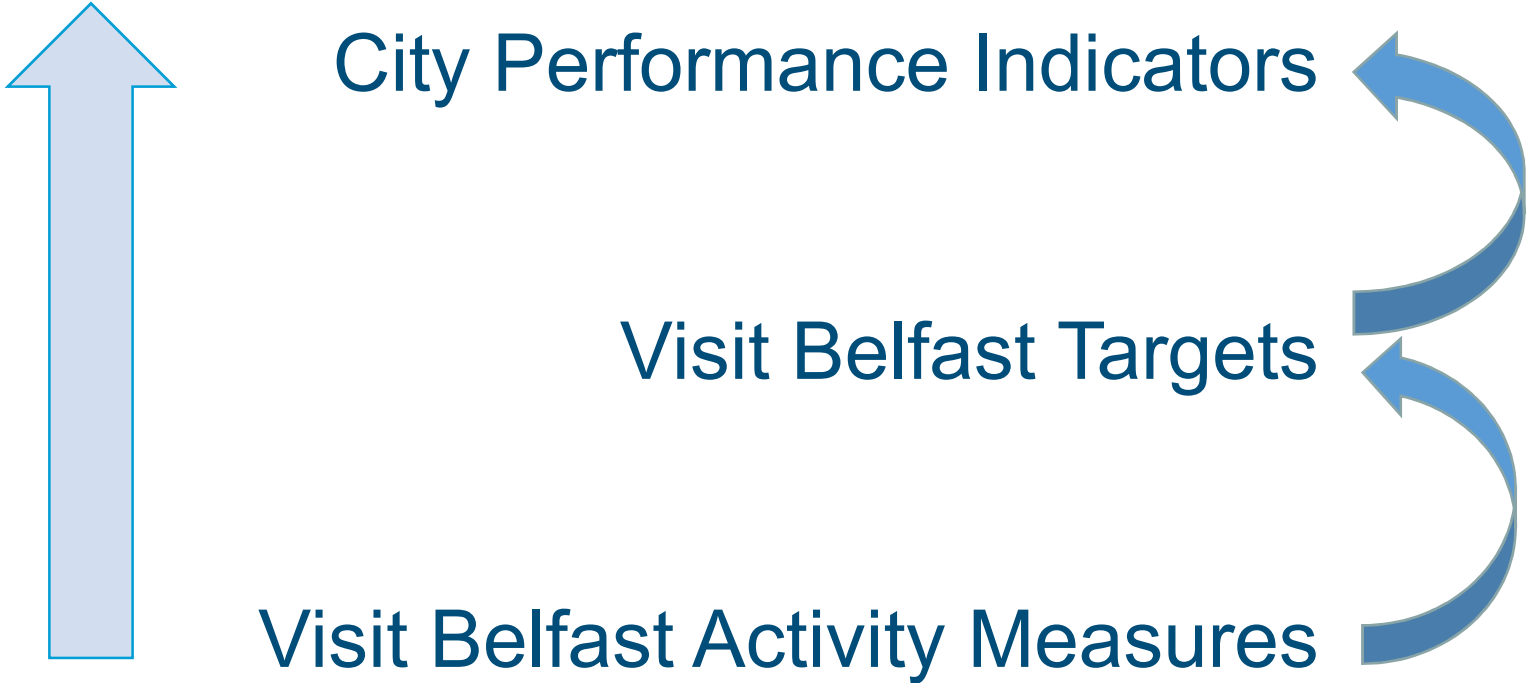 City Performance Indicators
Visit Belfast Targets
Visit Belfast Activity Measures